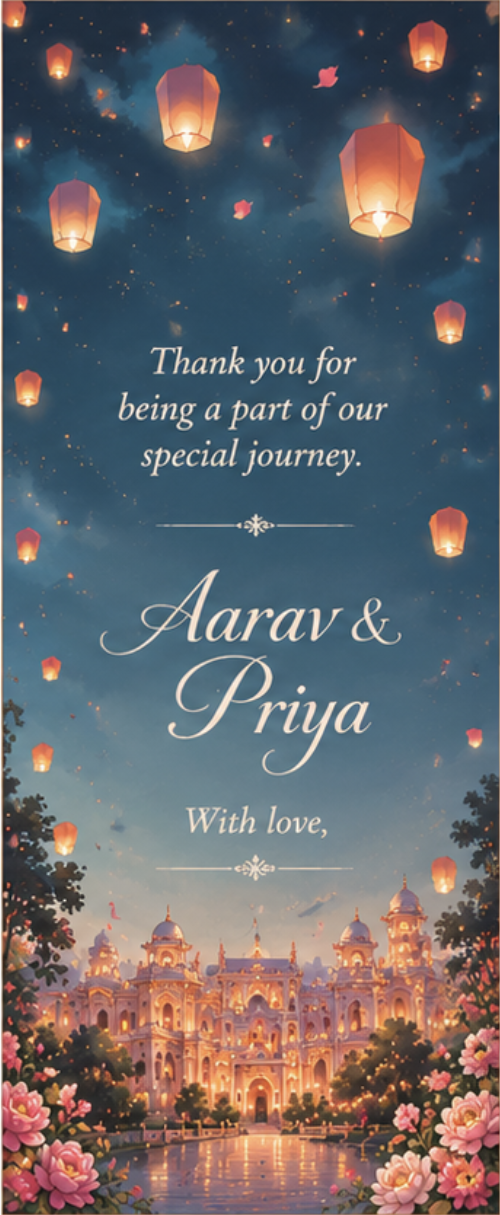 Thank you for
being a part of our
special journey.
Aarav &
Priya
With love,